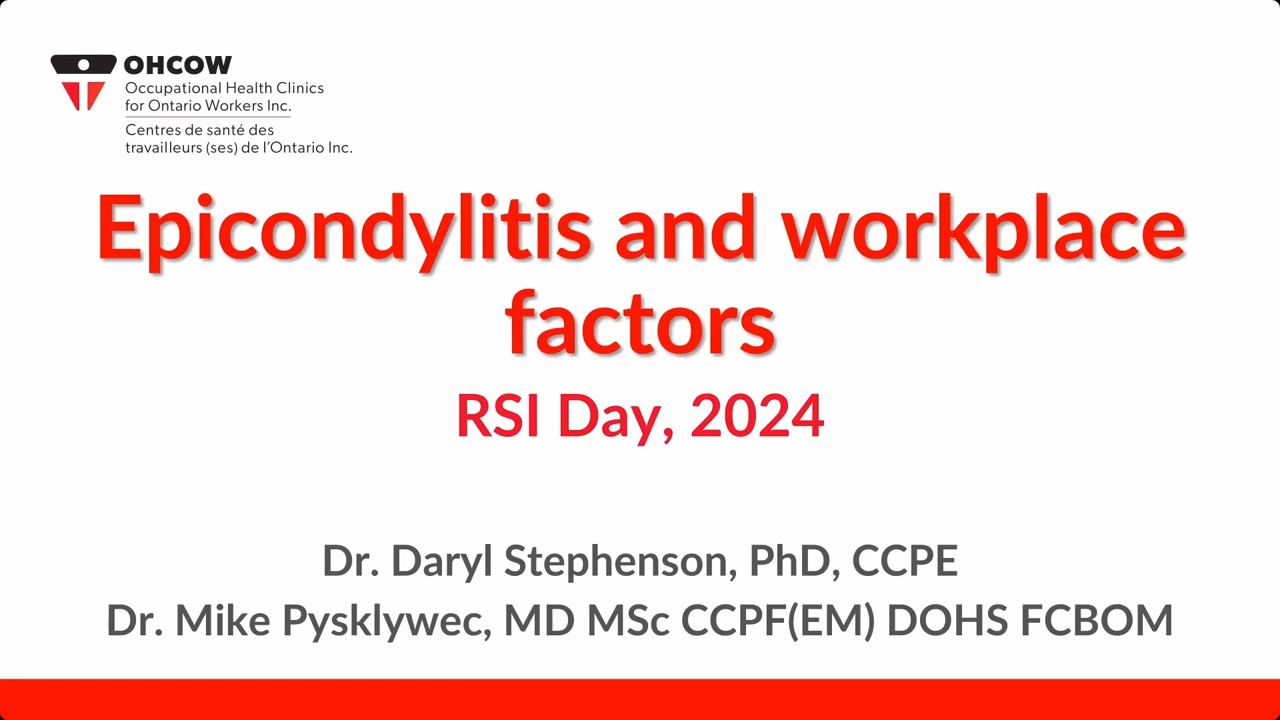 OHCOW
Occupational Health Clinics
for Ontario Workers Inc.
Centres de santé des
travailleurs (ses) de l'Ontario Inc.
Epicondylitis and workplace
factors
RSI Day, 2024
Dr. Daryl Stephenson, PhD, CCPE
Dr. Mike Pysklywec, MD MSc CCPF(EM) DOHS FCBOM